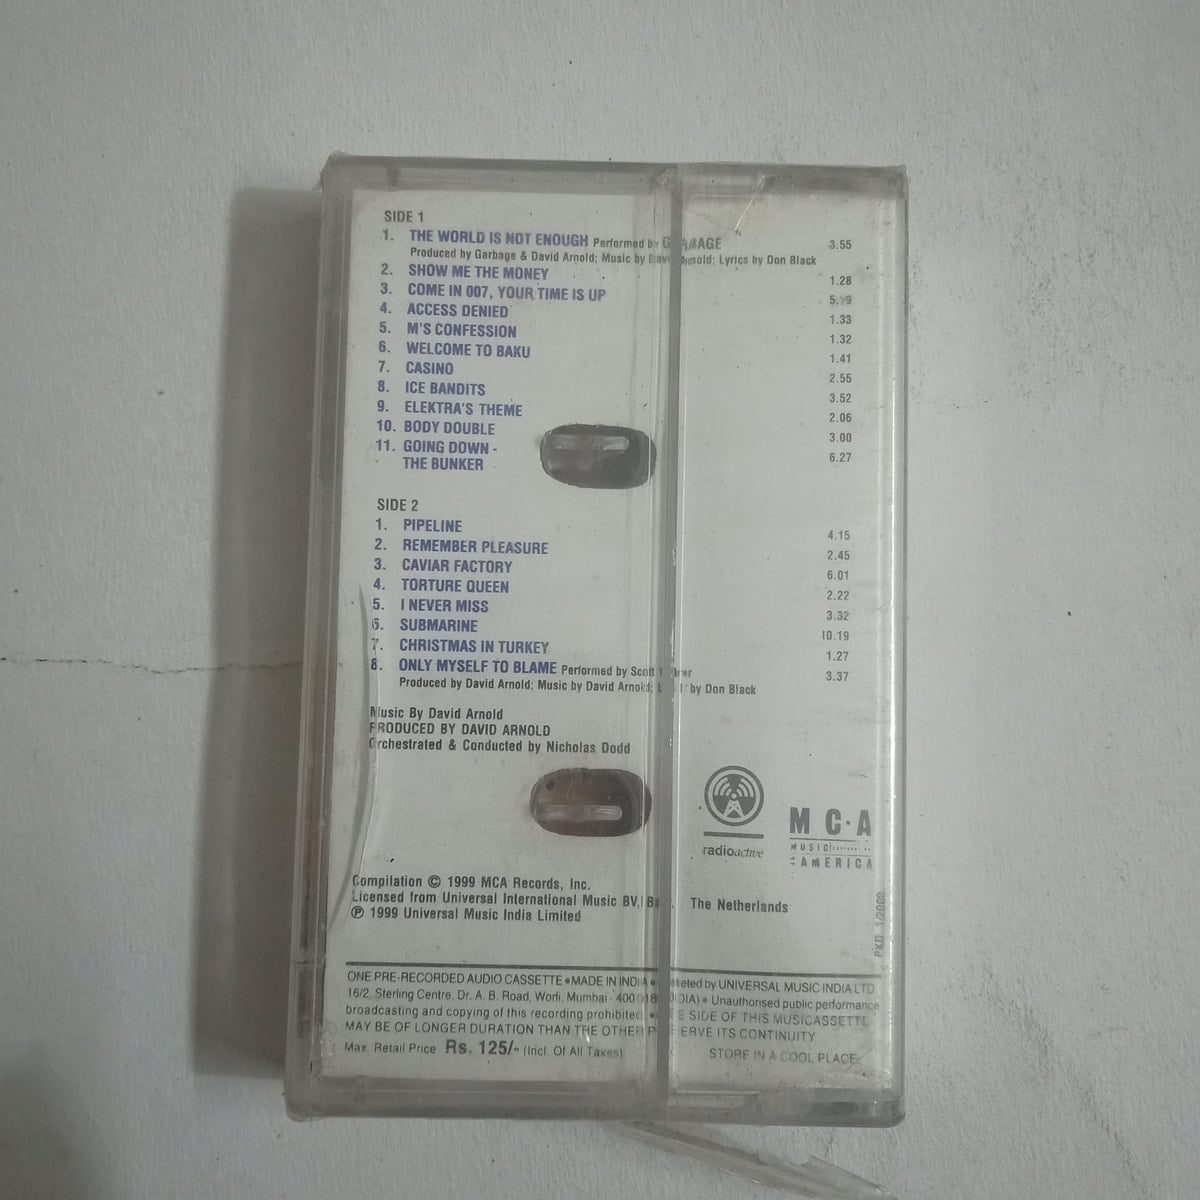 SIDE 1
1. THE WORLD IS NOT ENOUGH Performed by GARBAGE 3.55
Produced by Garbage & David Arnold; Music by David Arnold; Lyrics by Don Black
2. SHOW ME THE MONEY 1.28
3. COME IN 007, YOUR TIME IS UP
4. ACCESS DENIED 1.33
5. M'S CONFESSION 1.32
6. WELCOME TO BAKU 1.41
7. CASINO 2.55
8. ICE BANDITS 3.52
9. ELEKTRA'S THEME 2.06
10. BODY DOUBLE 3.00
11. GOING DOWN - 6.27
THE BUNKER
SIDE 2
1. PIPELINE 4.15
2. REMEMBER PLEASURE 2.45
3. CAVIAR FACTORY 6.01
4. TORTURE QUEEN 2.22
5. I NEVER MISS 3.32
6. SUBMARINE 10.19
7. CHRISTMAS IN TURKEY 1.27
8. ONLY MYSELF TO BLAME Performed by Scott 3.37
Produced by David Arnold; Music by David Arnold; by Don Black
Music By David Arnold
PRODUCED BY DAVID ARNOLD
Orchestrated & Conducted by Nicholas Dodd
radioactive
MC·A
MUSIC
AMERICA
Compilation © 1999 MCA Records, Inc.
Licensed from Universal International Music BV, The Netherlands
℗ 1999 Universal Music India Limited
PKD 1/2000
ONE PRE-RECORDED AUDIO CASSETTE • MADE IN INDIA • by UNIVERSAL MUSIC INDIA LTD
16/2, Sterling Centre, Dr. A. B. Road, Worli, Mumbai - 400 018 (INDIA) • Unauthorised public performance
broadcasting and copying of this recording prohibited. • SIDE OF THIS MUSICASSETTE
MAY BE OF LONGER DURATION THAN THE OTHER ITS CONTINUITY
Max. Retail Price Rs. 125/- (Incl. Of All Taxes) STORE IN A COOL PLACE